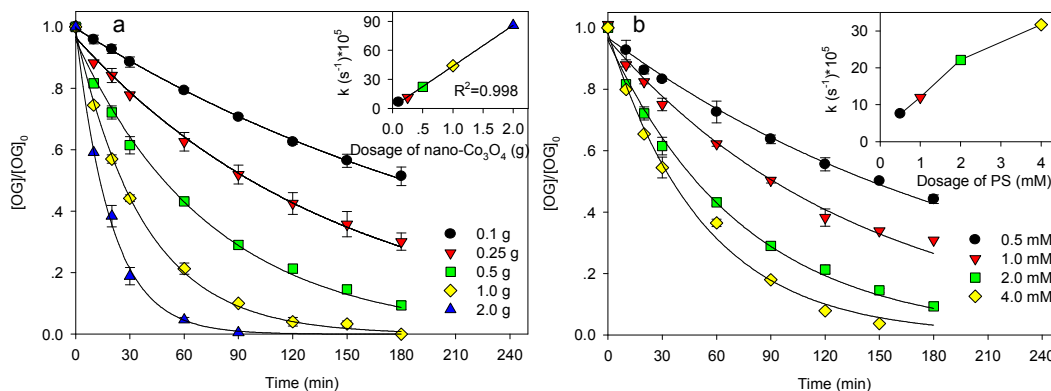 a
1.0
.8
.6
.4
.2
0.0
[OG]/[OG]₀
0 30 60 90 120 150 180 210 240
Time (min)
0.1 g
0.25 g
0.5 g
1.0 g
2.0 g
90
60
30
0
k (s⁻¹)*10⁵
R²=0.998
0.0 .5 1.0 1.5 2.0
Dosage of nano-Co₃O₄ (g)
b
1.0
.8
.6
.4
.2
0.0
[OG]/[OG]₀
0 30 60 90 120 150 180 210 240
Time (min)
0.5 mM
1.0 mM
2.0 mM
4.0 mM
30
20
10
0
k (s⁻¹)*10⁵
0 1 2 3 4
Dosage of PS (mM)